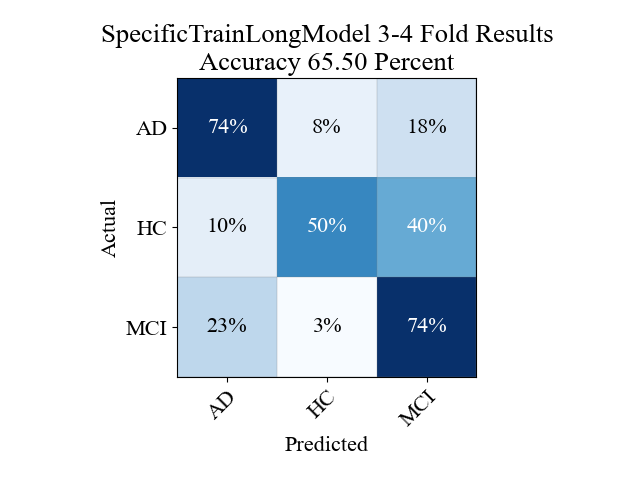 SpecificTrainLongModel 3-4 Fold Results
Accuracy 65.50 Percent
AD 74% 8% 18%
HC 10% 50% 40%
MCI 23% 3% 74%
Actual
AD HC MCI
Predicted